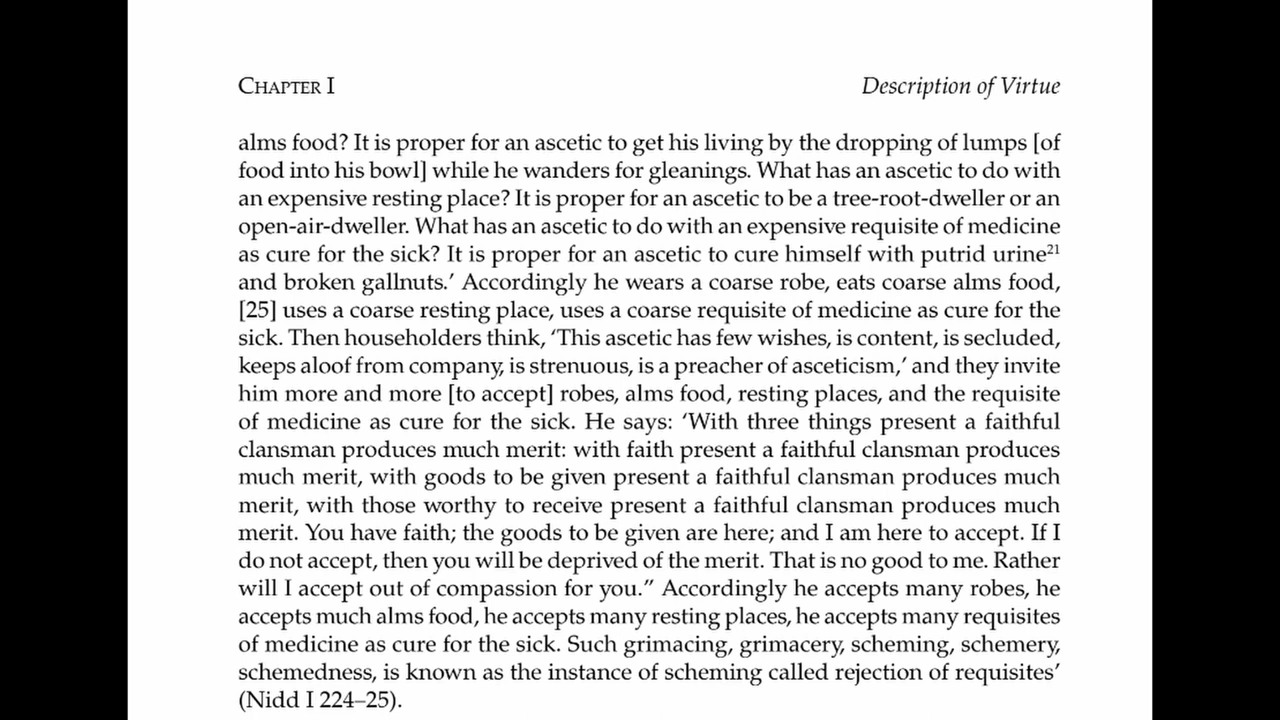 CHAPTER I
Description of Virtue
alms food? It is proper for an ascetic to get his living by the dropping of lumps [of
food into his bowl] while he wanders for gleanings. What has an ascetic to do with
an expensive resting place? It is proper for an ascetic to be a tree-root-dweller or an
open-air-dweller. What has an ascetic to do with an expensive requisite of medicine
as cure for the sick? It is proper for an ascetic to cure himself with putrid urine21
and broken gallnuts.’ Accordingly he wears a coarse robe, eats coarse alms food,
[25] uses a coarse resting place, uses a coarse requisite of medicine as cure for the
sick. Then householders think, ‘This ascetic has few wishes, is content, is secluded,
keeps aloof from company, is strenuous, is a preacher of asceticism,’ and they invite
him more and more [to accept] robes, alms food, resting places, and the requisite
of medicine as cure for the sick. He says: ‘With three things present a faithful
clansman produces much merit: with faith present a faithful clansman produces
much merit, with goods to be given present a faithful clansman produces much
merit, with those worthy to receive present a faithful clansman produces much
merit. You have faith; the goods to be given are here; and I am here to accept. If I
do not accept, then you will be deprived of the merit. That is no good to me. Rather
will I accept out of compassion for you.” Accordingly he accepts many robes, he
accepts much alms food, he accepts many resting places, he accepts many requisites
of medicine as cure for the sick. Such grimacing, grimacery, scheming, schemery,
schemedness, is known as the instance of scheming called rejection of requisites’
(Nidd I 224–25).